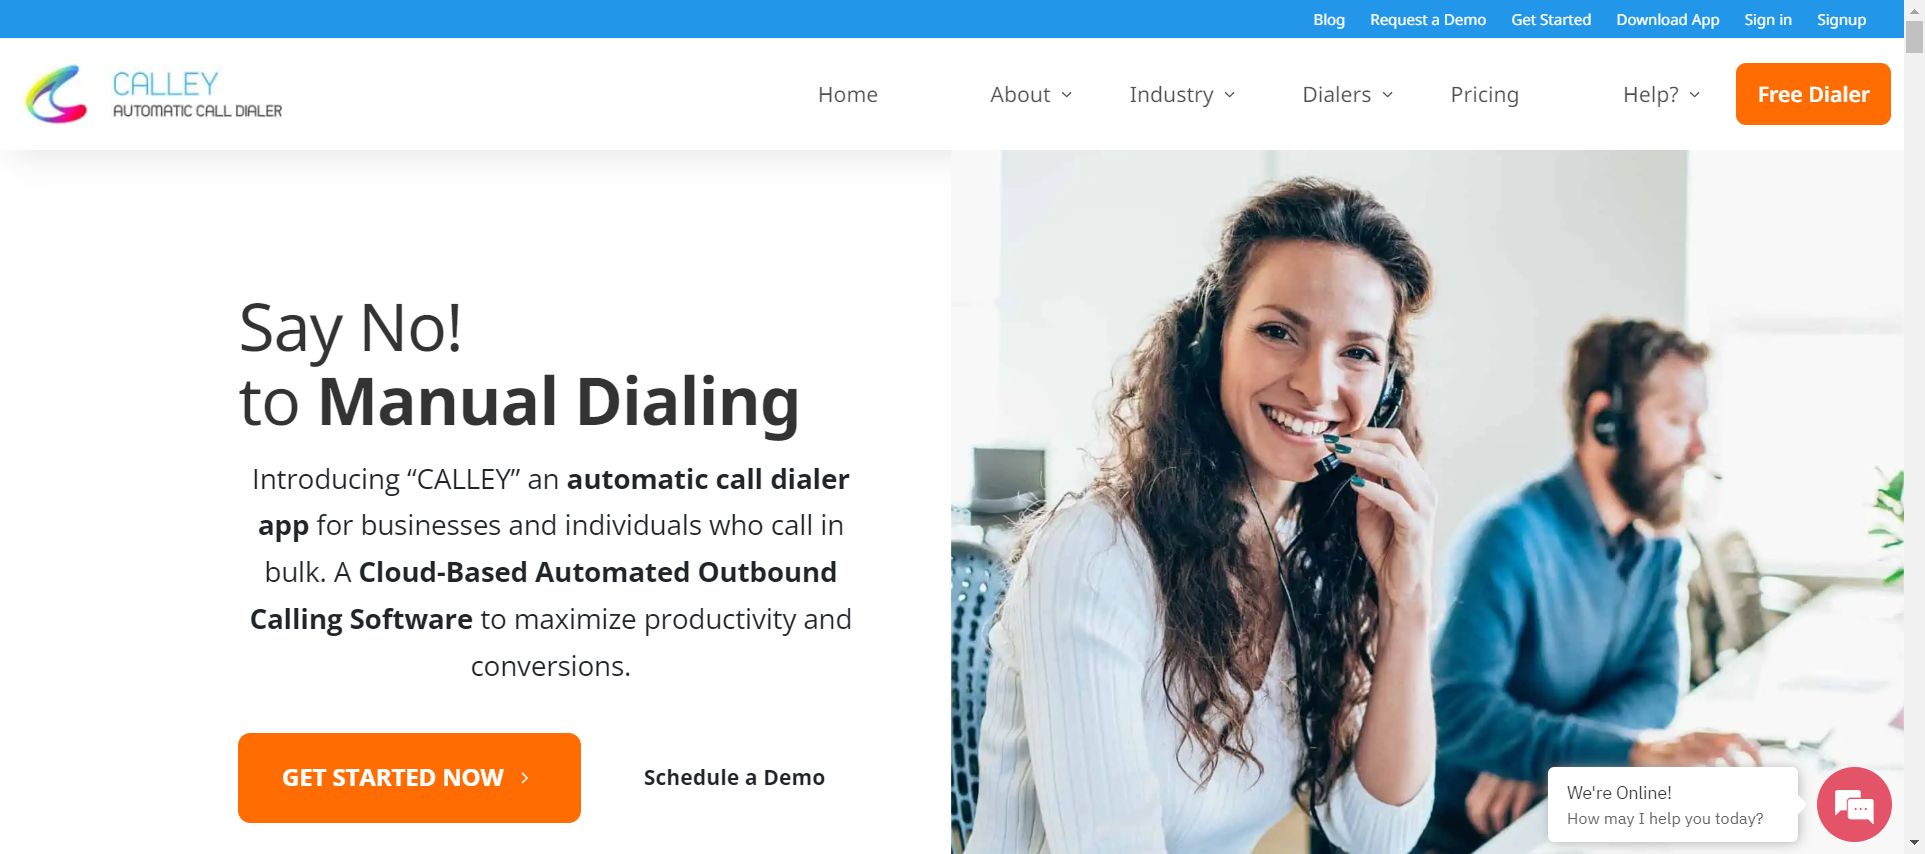 Blog Request a Demo Get Started Download App Sign in Signup
CALLEY
AUTOMATIC CALL DIALER
Home About Industry Dialers Pricing Help? Free Dialer
Say No!
to Manual Dialing
Introducing “CALLEY” an automatic call dialer
app for businesses and individuals who call in
bulk. A Cloud-Based Automated Outbound
Calling Software to maximize productivity and
conversions.
GET STARTED NOW
Schedule a Demo
We're Online!
How may I help you today?